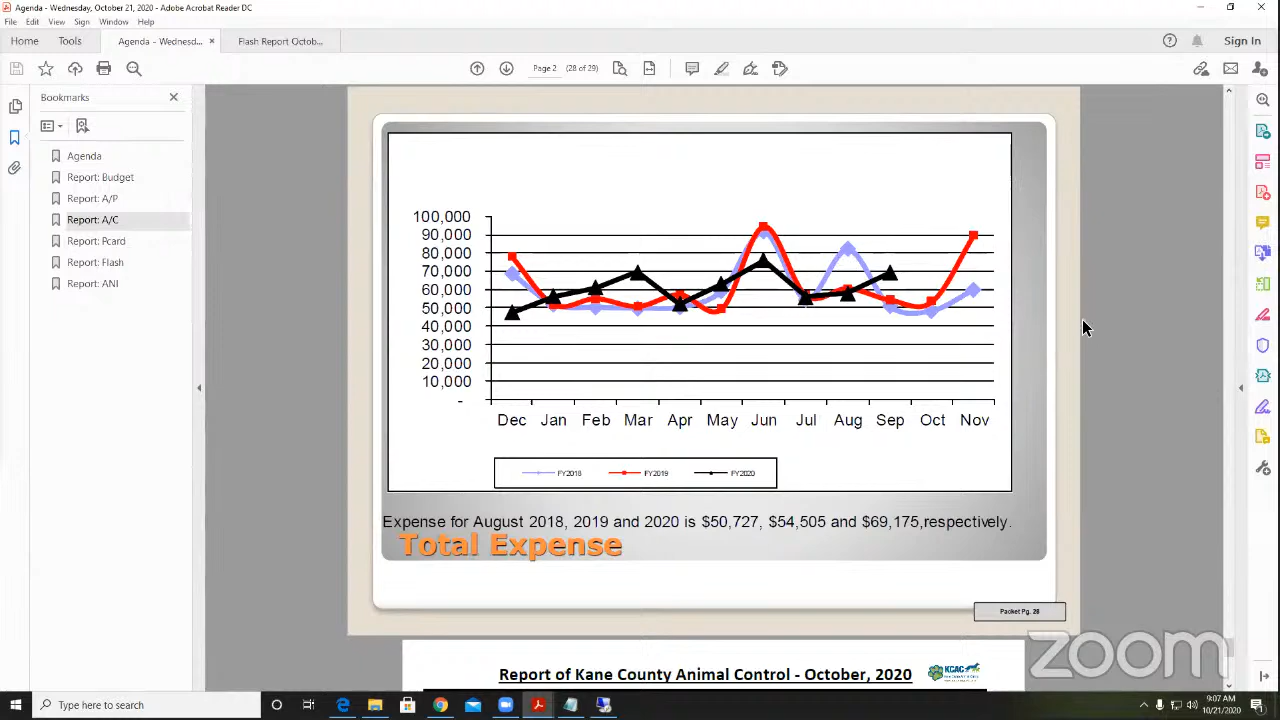 Agenda - Wednesday, October 21, 2020 - Adobe Acrobat Reader DC
File Edit View Sign Window Help
Home Tools Agenda - Wednesd... × Flash Report Octob... Sign In
Page 2 (28 of 29)
Bookmarks
Agenda
Report: Budget
Report: A/P
Report: A/C
Report: Pcard
Report: Flash
Report: ANI
100,000
90,000
80,000
70,000
60,000
50,000
40,000
30,000
20,000
10,000
-
Dec Jan Feb Mar Apr May Jun Jul Aug Sep Oct Nov
FY2018 FY2019 FY2020
Expense for August 2018, 2019 and 2020 is $50,727, $54,505 and $69,175,respectively.
Total Expense
Packet Pg. 28
Report of Kane County Animal Control - October, 2020 KCAC
zoom
Type here to search
9:07 AM
10/21/2020